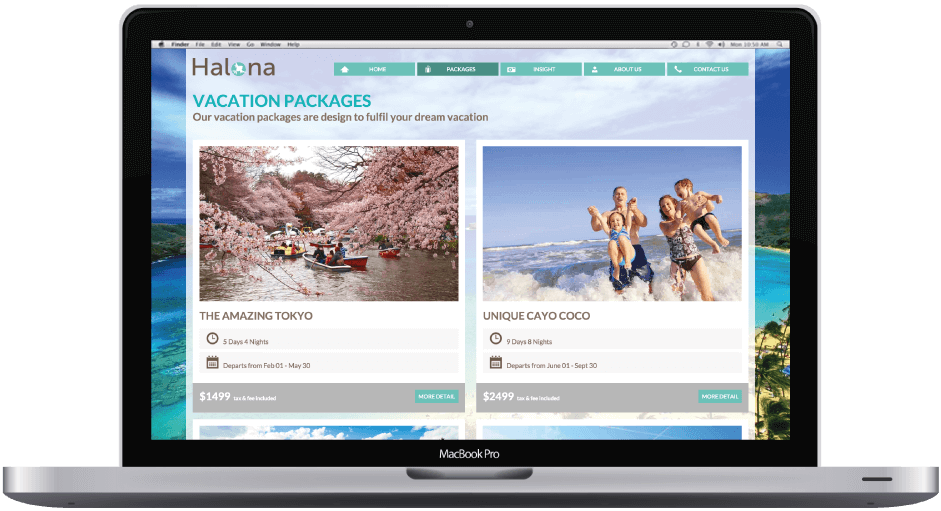 Finder File Edit View Go Window Help Mon 10:50 AM
Halona
HOME PACKAGES INSIGHT ABOUT US CONTACT US
VACATION PACKAGES
Our vacation packages are design to fulfil your dream vacation
THE AMAZING TOKYO
5 Days 4 Nights
Departs from Feb 01 - May 30
$1499 tax & fee included MORE DETAIL
UNIQUE CAYO COCO
9 Days 8 Nights
Departs from June 01 - Sept 30
$2499 tax & fee included MORE DETAIL
MacBook Pro